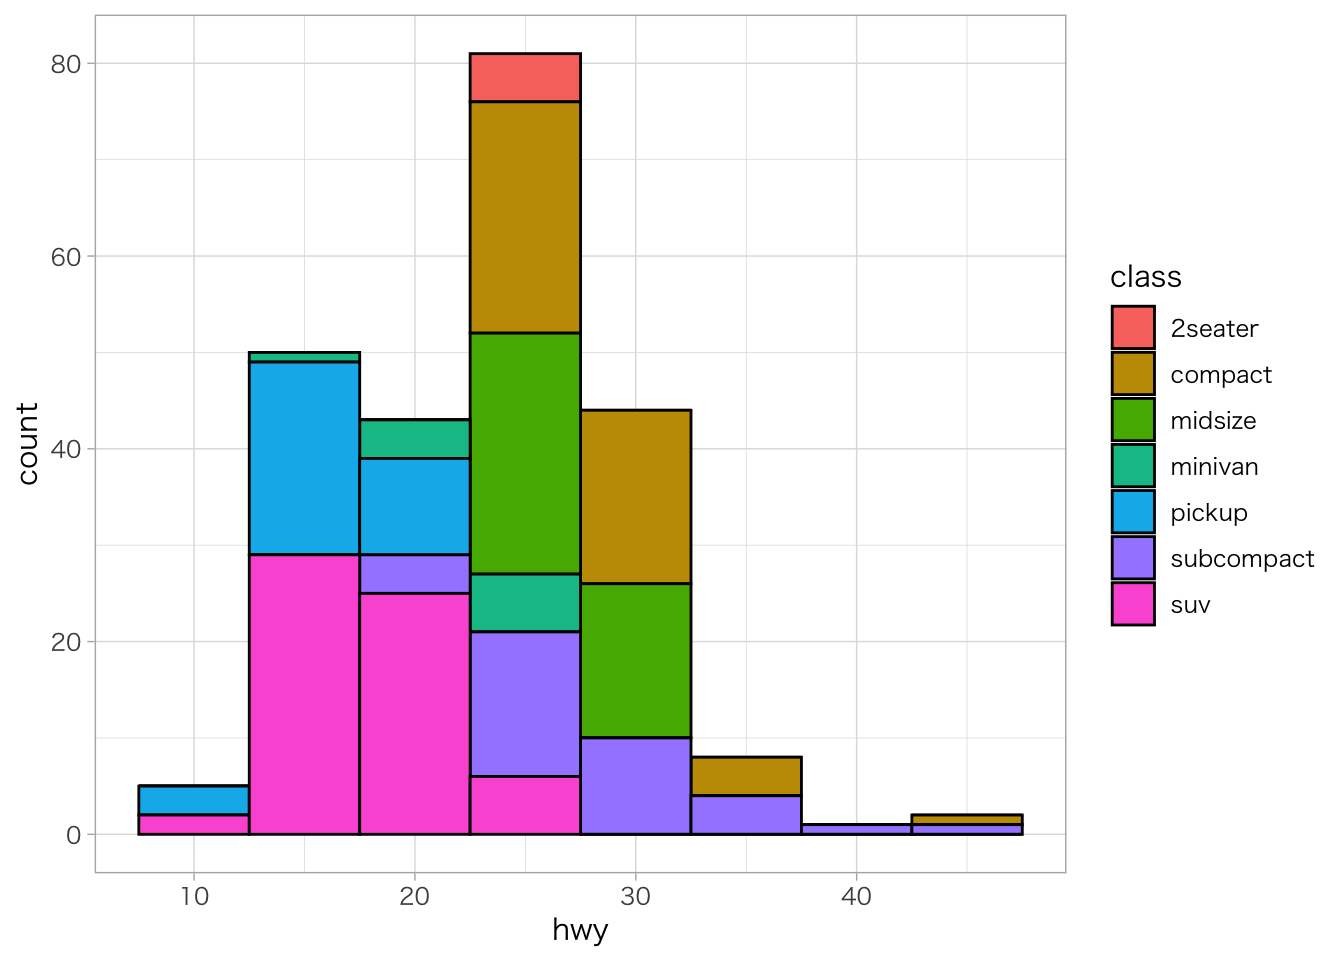 80
60
40
20
0
count
10 20 30 40
hwy
class
2seater
compact
midsize
minivan
pickup
subcompact
suv